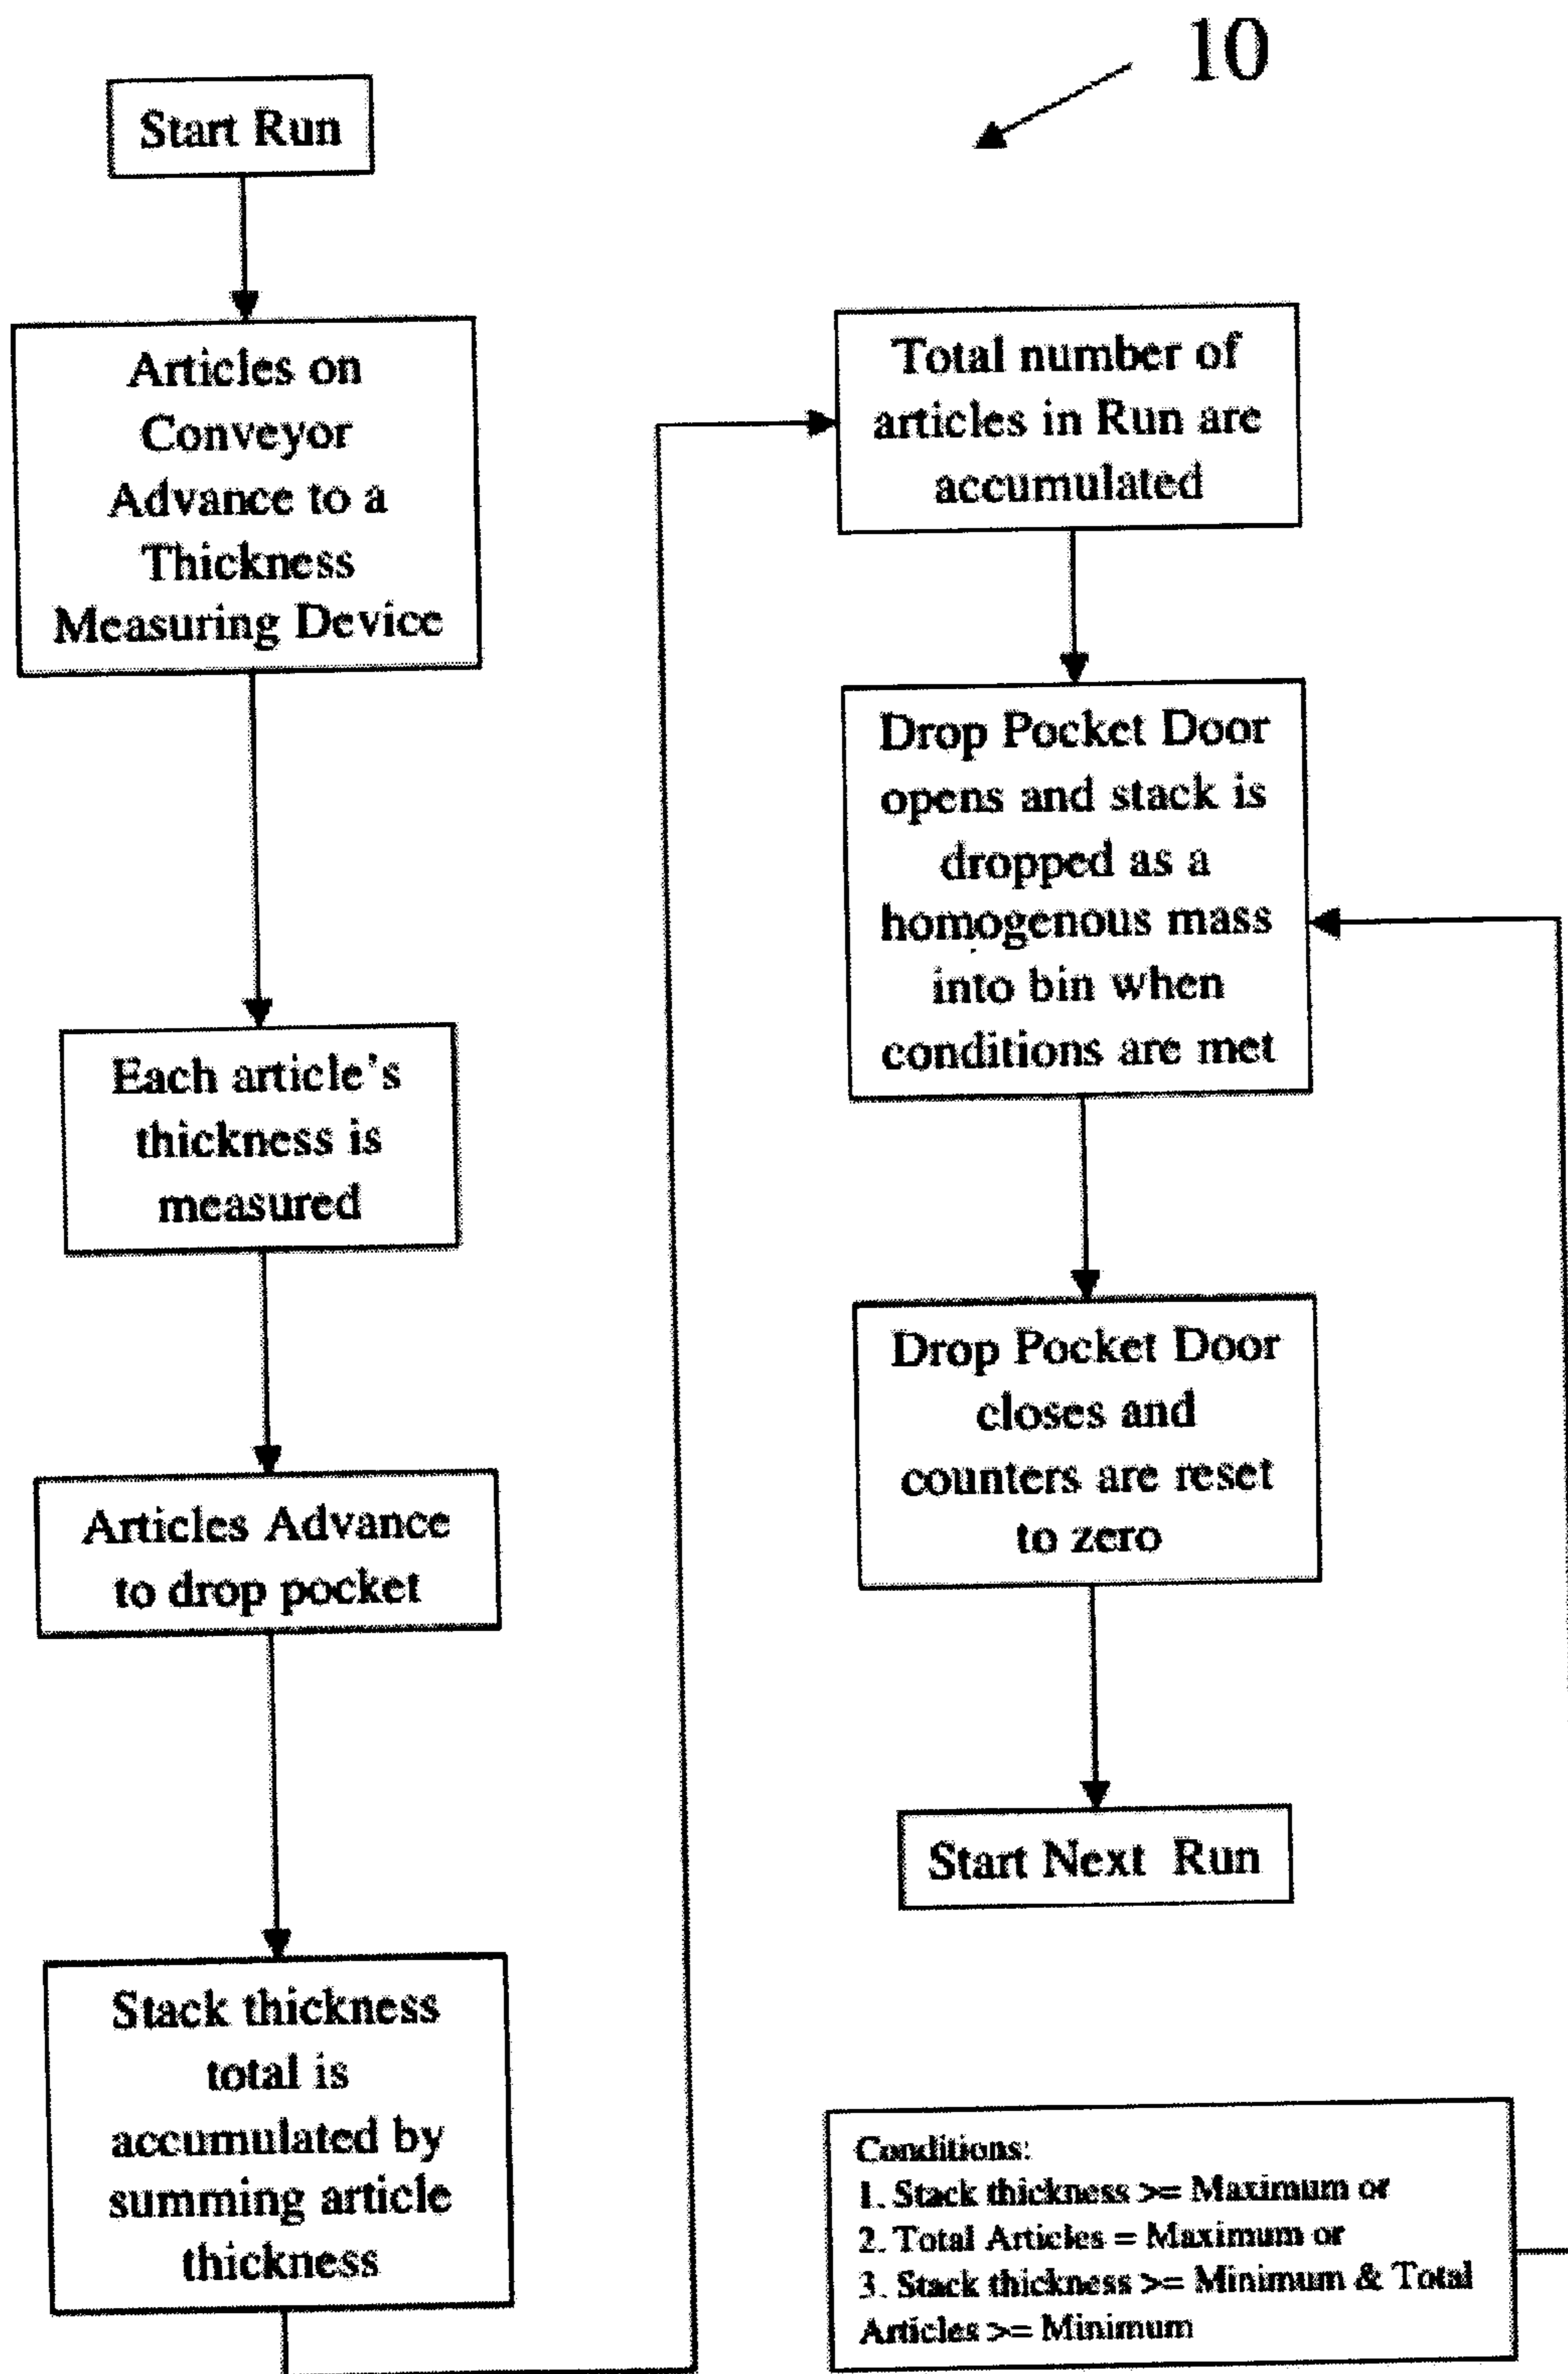 10
Start Run
Articles on
Conveyor
Advance to a
Thickness
Measuring Device
Each article's
thickness is
measured
Articles Advance
to drop pocket
Stack thickness
total is
accumulated by
summing article
thickness
Total number of
articles in Run are
accumulated
Drop Pocket Door
opens and stack is
dropped as a
homogenous mass
into bin when
conditions are met
Drop Pocket Door
closes and
counters are reset
to zero
Start Next Run
Conditions:
1. Stack thickness >= Maximum or
2. Total Articles = Maximum or
3. Stack thickness >= Minimum & Total
Articles >= Minimum